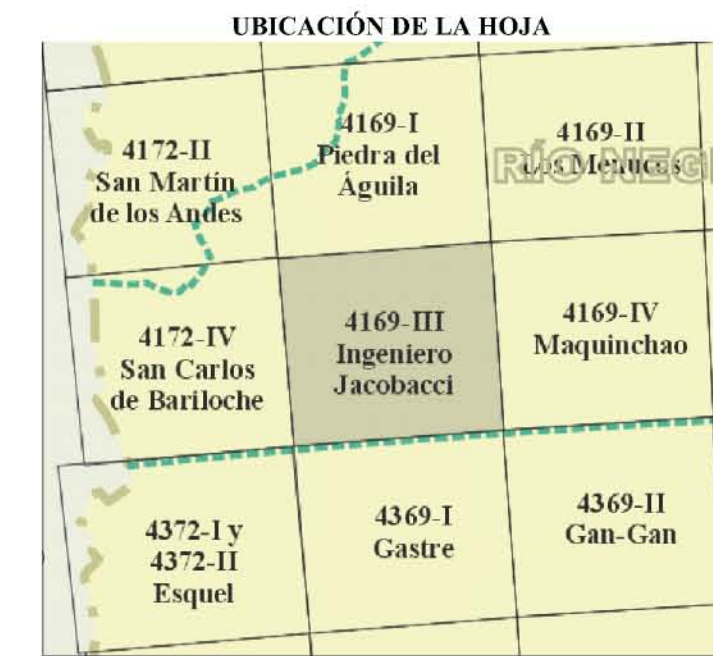 UBICACIÓN DE LA HOJA
4172-II
San Martín
de los Andes
4169-I
Piedra del
Águila
4169-II
Los Menucos
RÍO NEG
4172-IV
San Carlos
de Bariloche
4169-III
Ingeniero
Jacobacci
4169-IV
Maquinchao
4372-I y
4372-II
Esquel
4369-I
Gastre
4369-II
Gan-Gan